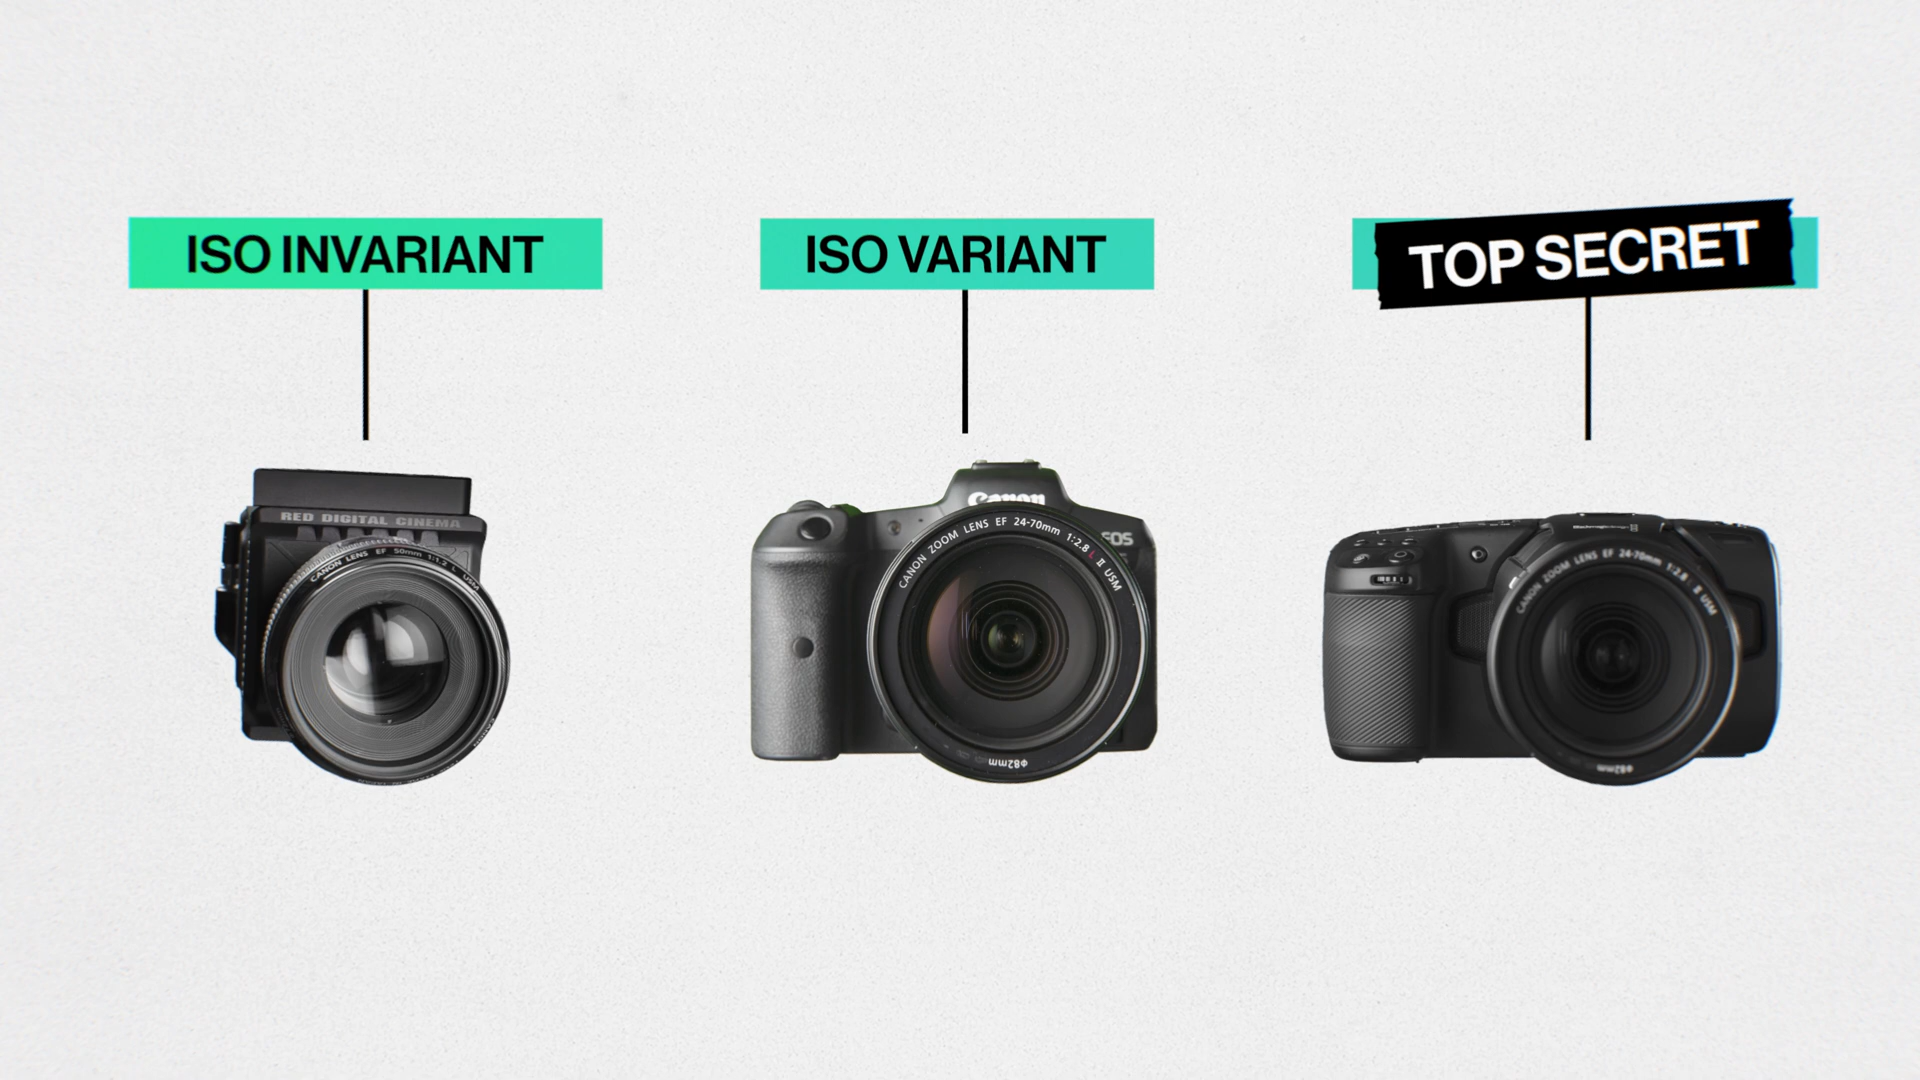 ISO INVARIANT
ISO VARIANT
TOP SECRET
RED DIGITAL CINEMA
CANON LENS EF 50mm 1:1.2 L USM
Canon
EOS
CANON ZOOM LENS EF 24-70mm 1:2.8 L II USM
ϕ82mm
Blackmagicdesign
CANON ZOOM LENS EF 24-70mm 1:2.8 II USM
ϕ82mm